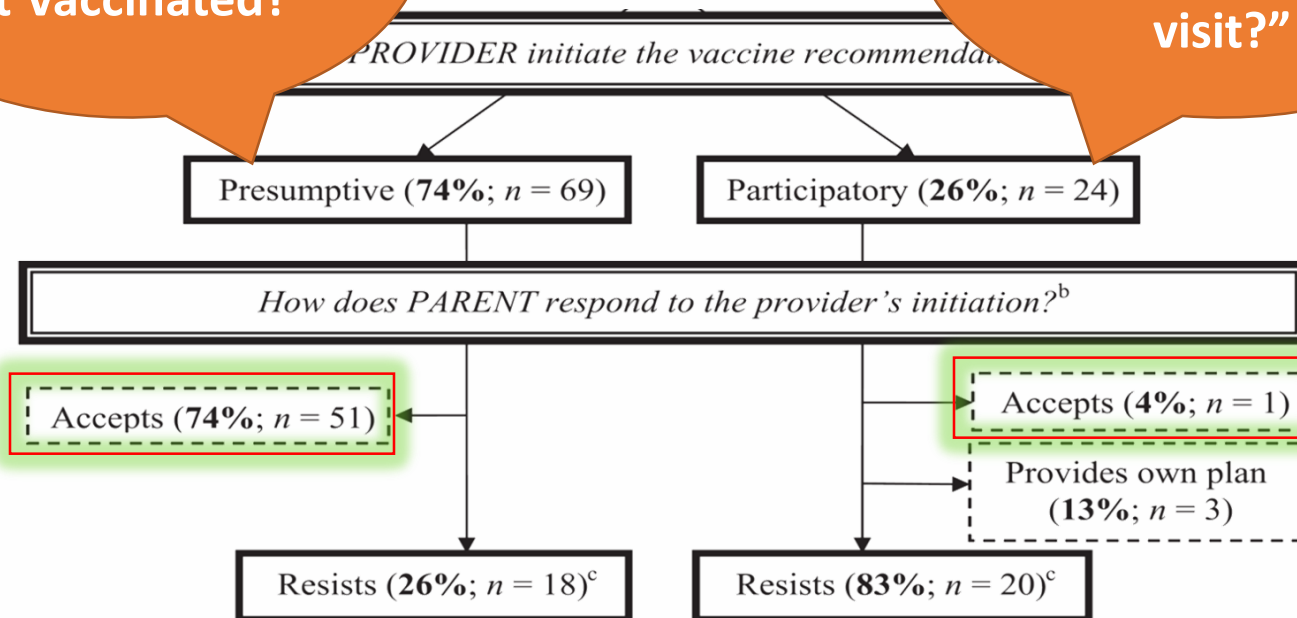 vaccinated?
visit?”
PROVIDER initiate the vaccine
Presumptive (74%; n = 69)
Participatory (26%; n = 24)
How does PARENT respond to the provider’s initiation?ᵇ
Accepts (74%; n = 51)
Accepts (4%; n = 1)
Provides own plan
(13%; n = 3)
Resists (26%; n = 18)ᶜ
Resists (83%; n = 20)ᶜ